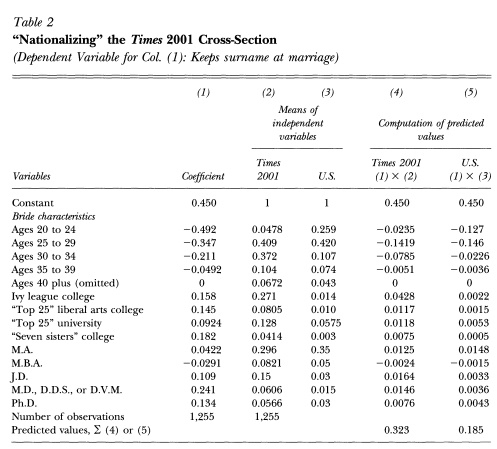 Table 2
“Nationalizing” the Times 2001 Cross-Section
(Dependent Variable for Col. (1): Keeps surname at marriage)
(1) (2) (3) (4) (5)
Means of independent variables Computation of predicted values
Variables Coefficient Times 2001 U.S. Times 2001 (1) × (2) U.S. (1) × (3)
Constant 0.450 1 1 0.450 0.450
Bride characteristics
Ages 20 to 24 −0.492 0.0478 0.259 −0.0235 −0.127
Ages 25 to 29 −0.347 0.409 0.420 −0.1419 −0.146
Ages 30 to 34 −0.211 0.372 0.107 −0.0785 −0.0226
Ages 35 to 39 −0.0492 0.104 0.074 −0.0051 −0.0036
Ages 40 plus (omitted) 0 0.0672 0.043 0 0
Ivy league college 0.158 0.271 0.014 0.0428 0.0022
“Top 25” liberal arts college 0.145 0.0805 0.010 0.0117 0.0015
“Top 25” university 0.0924 0.128 0.0575 0.0118 0.0053
“Seven sisters” college 0.182 0.0414 0.003 0.0075 0.0005
M.A. 0.0422 0.296 0.35 0.0125 0.0148
M.B.A. −0.0291 0.0821 0.05 −0.0024 −0.0015
J.D. 0.109 0.15 0.03 0.0164 0.0033
M.D., D.D.S., or D.V.M. 0.241 0.0606 0.015 0.0146 0.0036
Ph.D. 0.134 0.0566 0.03 0.0076 0.0043
Number of observations 1,255 1,255
Predicted values, Σ (4) or (5) 0.323 0.185